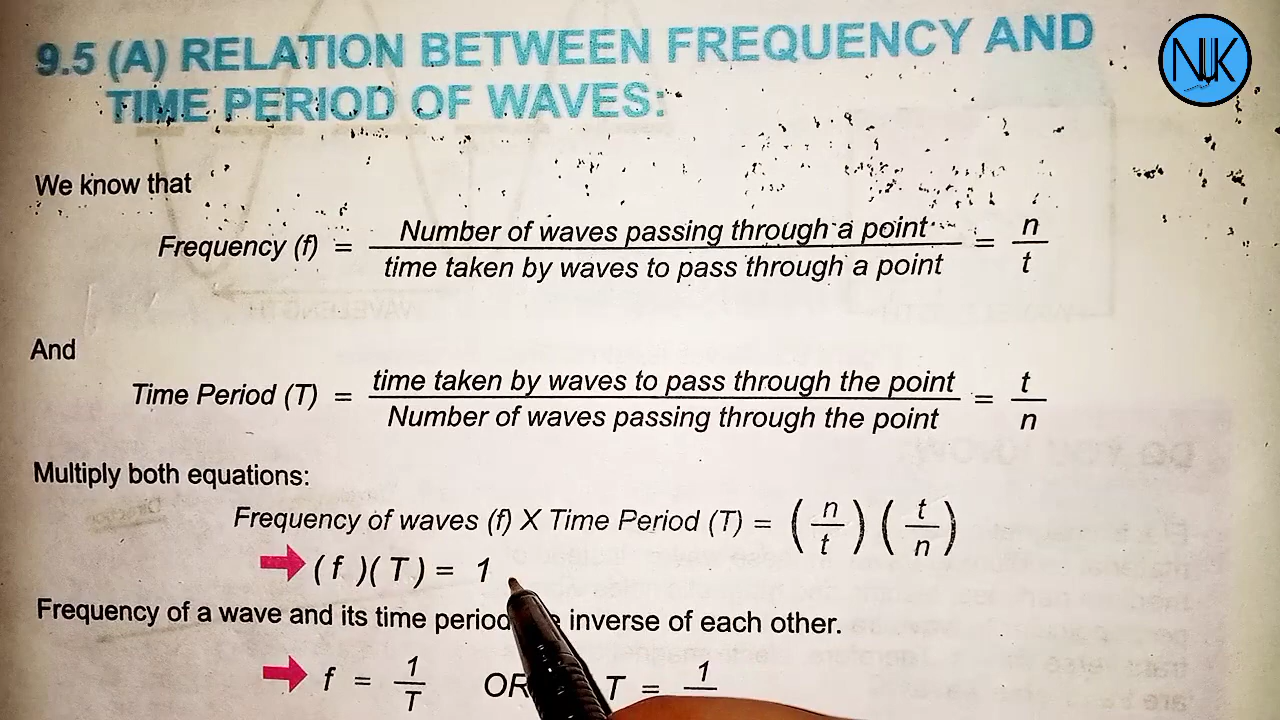 NUK
9.5 (A) RELATION BETWEEN FREQUENCY AND
TIME PERIOD OF WAVES:
We know that
Frequency (f) = Number of waves passing through a point / time taken by waves to pass through a point = n / t
And
Time Period (T) = time taken by waves to pass through the point / Number of waves passing through the point = t / n
Multiply both equations:
Frequency of waves (f) X Time Period (T) = (n / t) (t / n)
(f)(T) = 1
Frequency of a wave and its time period inverse of each other.
f = 1 / T OR T = 1